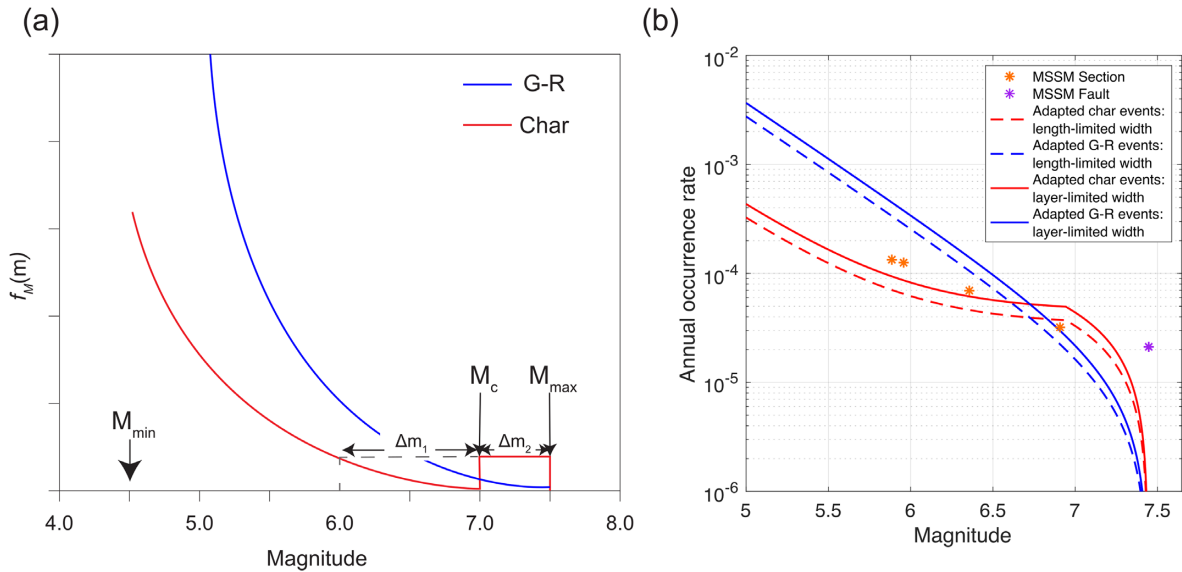 (a)
G-R
Char
f_M(m)
M_min
M_c
M_max
Δm_1
Δm_2
4.0 5.0 6.0 7.0 8.0
Magnitude
(b)
10^-2
10^-3
10^-4
10^-5
10^-6
Annual occurrence rate
MSSM Section
MSSM Fault
Adapted char events:
length-limited width
Adapted G-R events:
length-limited width
Adapted char events:
layer-limited width
Adapted G-R events:
layer-limited width
5 5.5 6 6.5 7 7.5
Magnitude